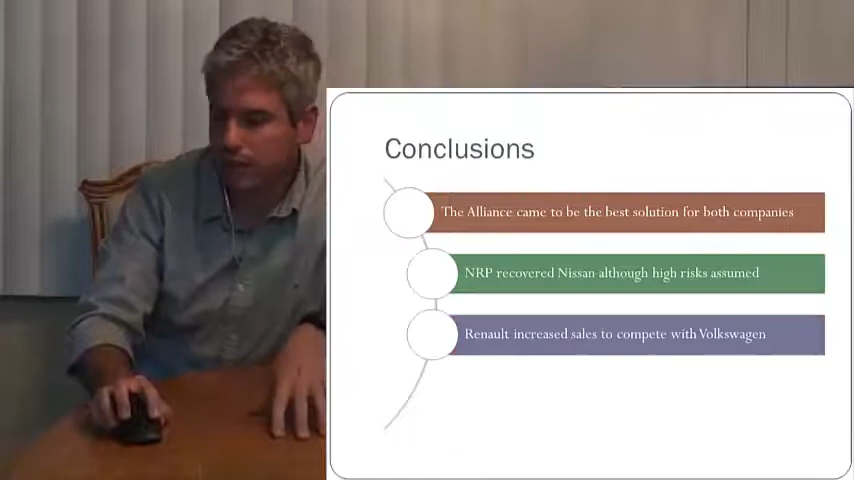 Conclusions
The Alliance came to be the best solution for both companies
NRP recovered Nissan although high risks assumed
Renault increased sales to compete with Volkswagen